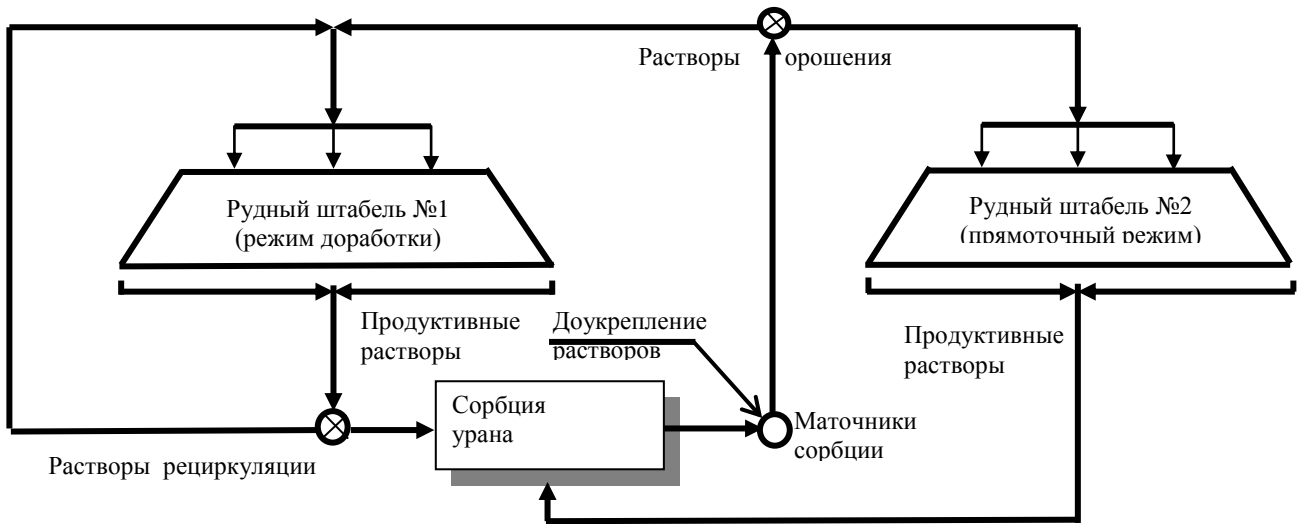 Растворы орошения
Рудный штабель №1
(режим доработки)
Рудный штабель №2
(прямоточный режим)
Продуктивные
растворы
Доукрепление
растворов
Продуктивные
растворы
Сорбция
урана
Маточники
сорбции
Растворы рециркуляции